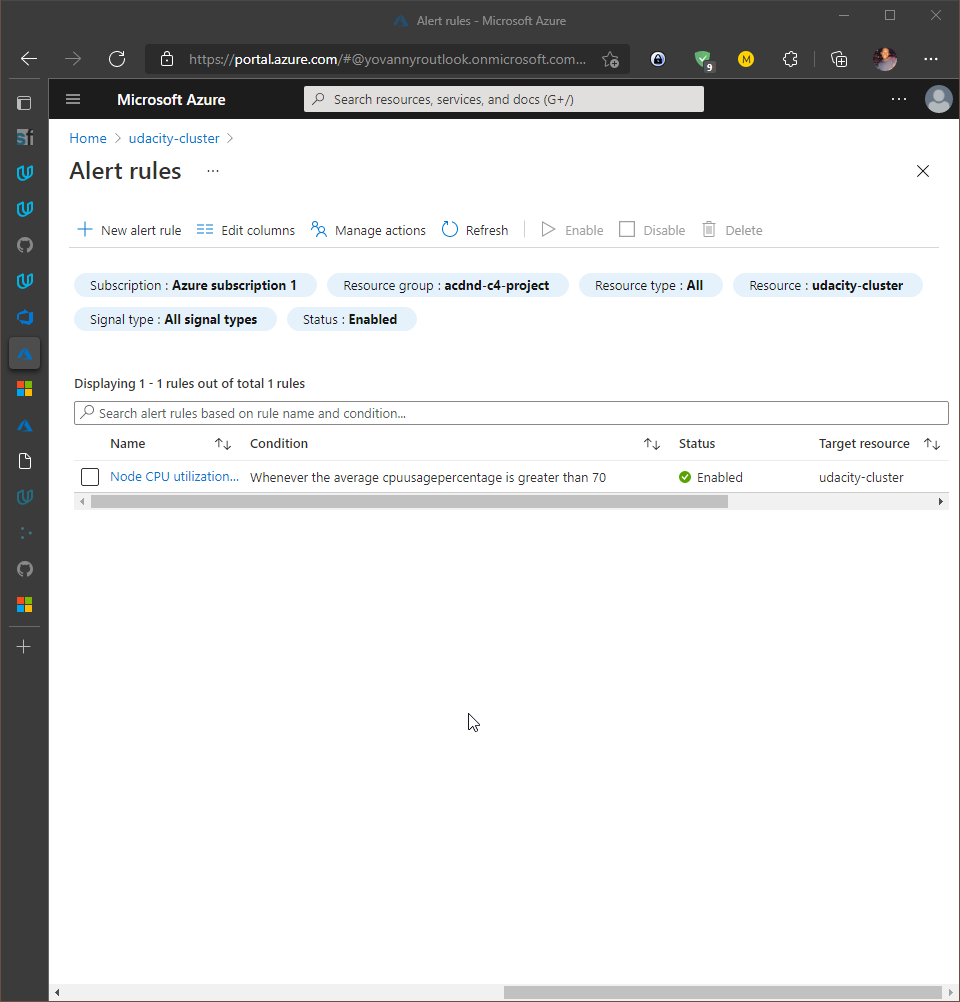 Alert rules - Microsoft Azure
https://portal.azure.com/#@yovannyroutlook.onmicrosoft.com...
9
M
Microsoft Azure
Search resources, services, and docs (G+/)
Home > udacity-cluster >
Alert rules ...
New alert rule Edit columns Manage actions Refresh Enable Disable Delete
Subscription : Azure subscription 1 Resource group : acdnd-c4-project Resource type : All Resource : udacity-cluster
Signal type : All signal types Status : Enabled
Displaying 1 - 1 rules out of total 1 rules
Search alert rules based on rule name and condition...
Name Condition Status Target resource
Node CPU utilization... Whenever the average cpuusagepercentage is greater than 70 Enabled udacity-cluster